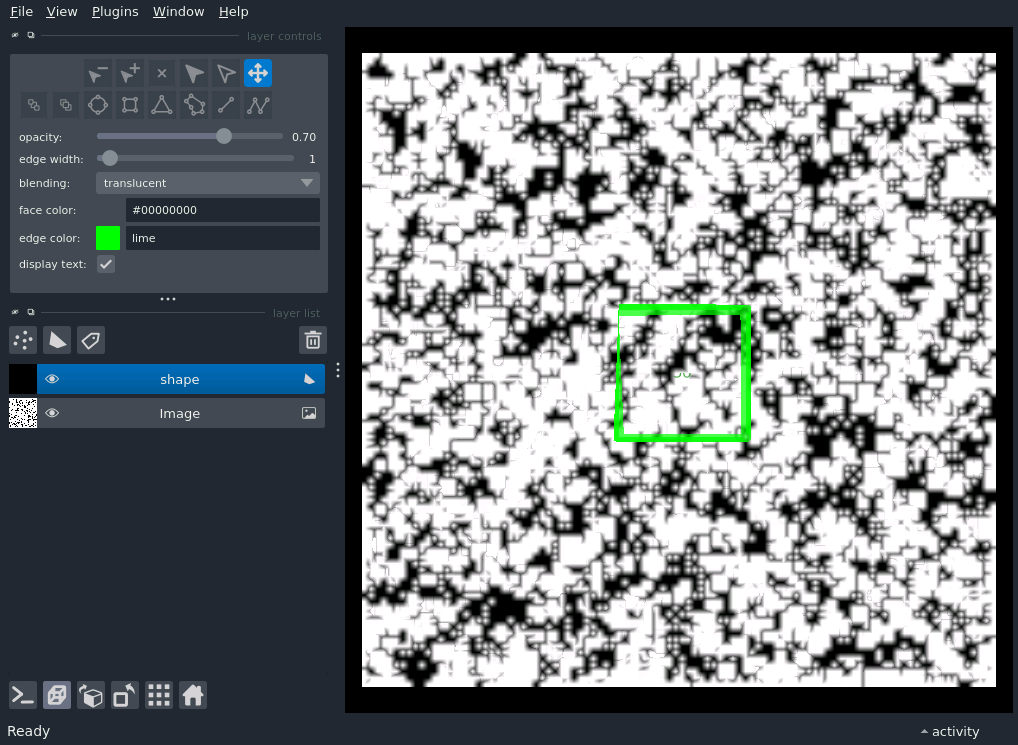 File View Plugins Window Help
layer controls
opacity: 0.70
edge width: 1
blending: translucent
face color: #00000000
edge color: lime
display text:
layer list
shape
Image
Ready
activity